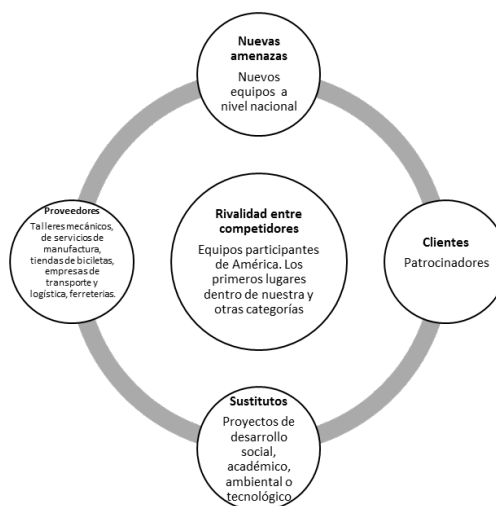 Nuevas
amenazas
Nuevos
equipos a
nivel nacional
Proveedores
Talleres mecánicos,
de servicios de
manufactura,
tiendas de bicicletas,
empresas de
transporte y
logística, ferreterias.
Rivalidad entre
competidores
Equipos participantes
de América. Los
primeros lugares
dentro de nuestra y
otras categorías
Clientes
Patrocinadores
Sustitutos
Proyectos de
desarrollo
social,
académico,
ambiental o
tecnológico